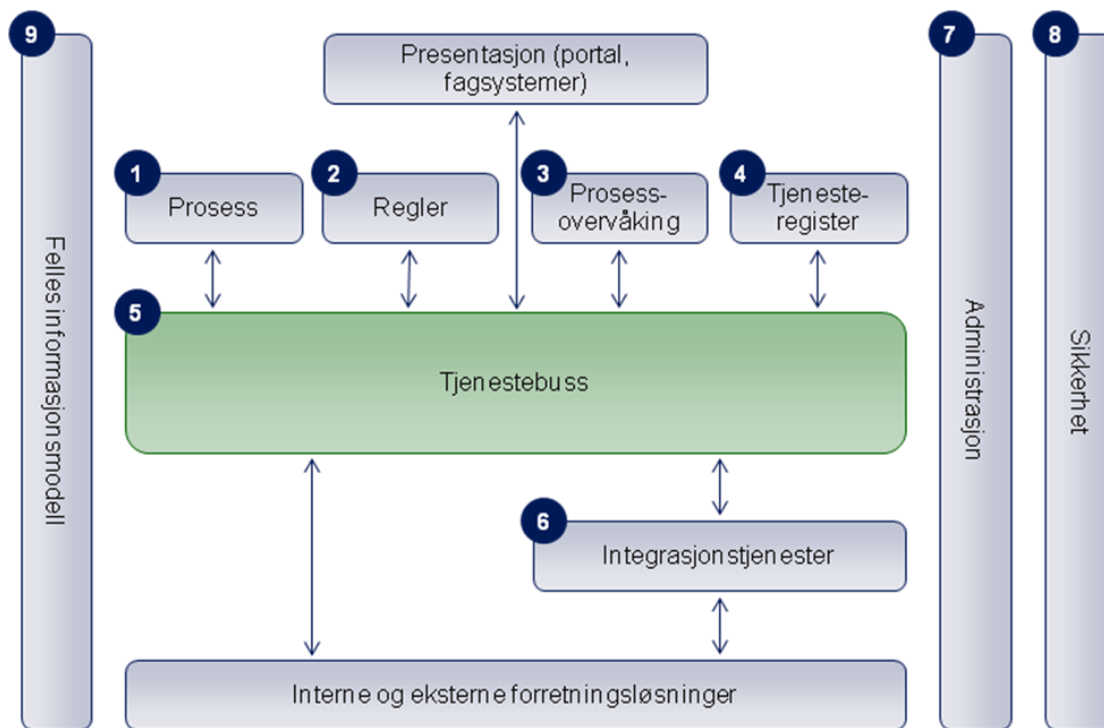 9
Felles informasjonsmodell
Presentasjon (portal,
fagsystemer)
1
Prosess
2
Regler
3
Prosess-
overvåking
4
Tjeneste-
register
5
Tjenestebuss
6
Integrasjonstjenester
Interne og eksterne forretningsløsninger
7
Administrasjon
8
Sikkerhet